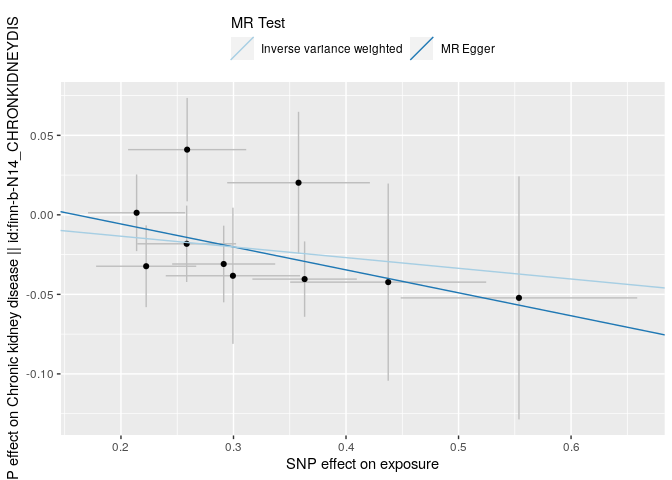 MR Test
Inverse variance weighted
MR Egger
P effect on Chronic kidney disease || id:finn-b-N14_CHRONKIDNEYDIS
0.05
0.00
-0.05
-0.10
0.2
0.3
0.4
0.5
0.6
SNP effect on exposure